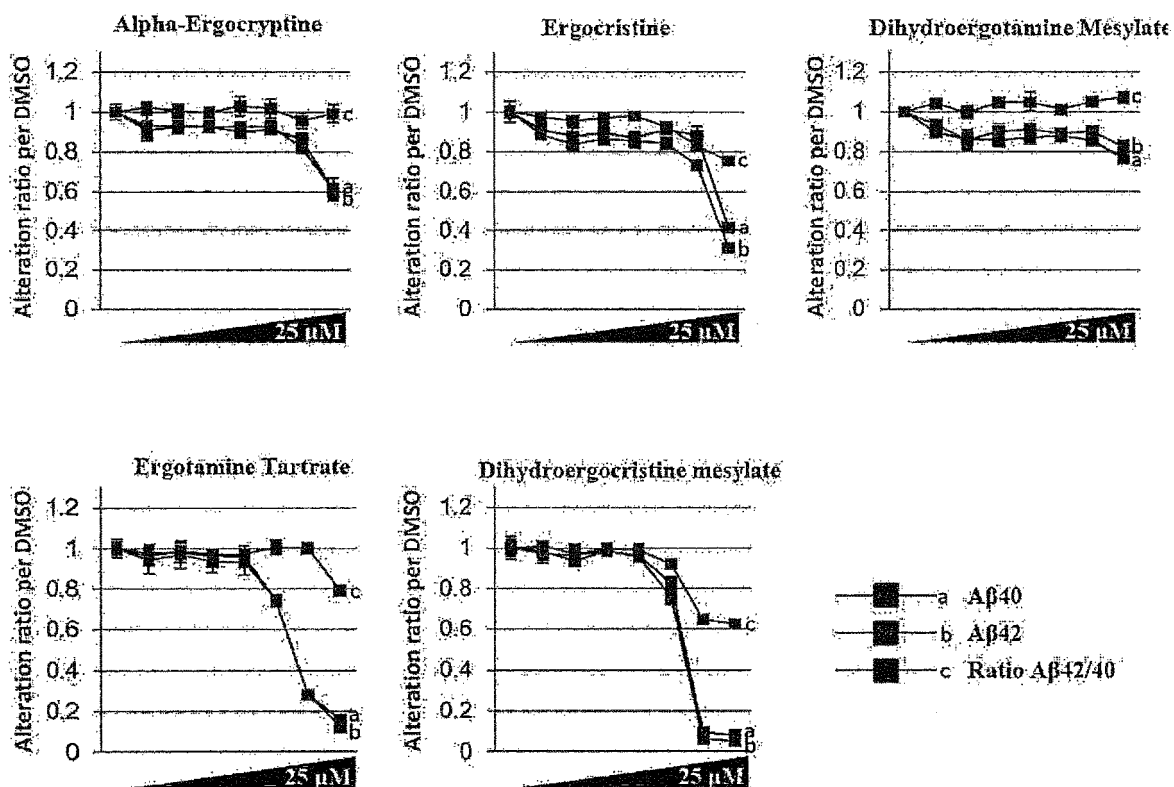 Alpha-Ergocryptine
Alteration ratio per DMSO
1.2
1
0.8
0.6
0.4
0.2
0
c
a
b
25 µM
Ergocristine
Alteration ratio per DMSO
1.2
1
0.8
0.6
0.4
0.2
0
c
a
b
25 µM
Dihydroergotamine Mesylate
Alteration ratio per DMSO
1.2
1
0.8
0.6
0.4
0.2
0
c
b
a
25 µM
Ergotamine Tartrate
Alteration ratio per DMSO
1.2
1
0.8
0.6
0.4
0.2
0
c
a
b
25 µM
Dihydroergocristine mesylate
Alteration ratio per DMSO
1.2
1
0.8
0.6
0.4
0.2
0
c
a
b
25 µM
a Aβ40
b Aβ42
c Ratio Aβ42/40